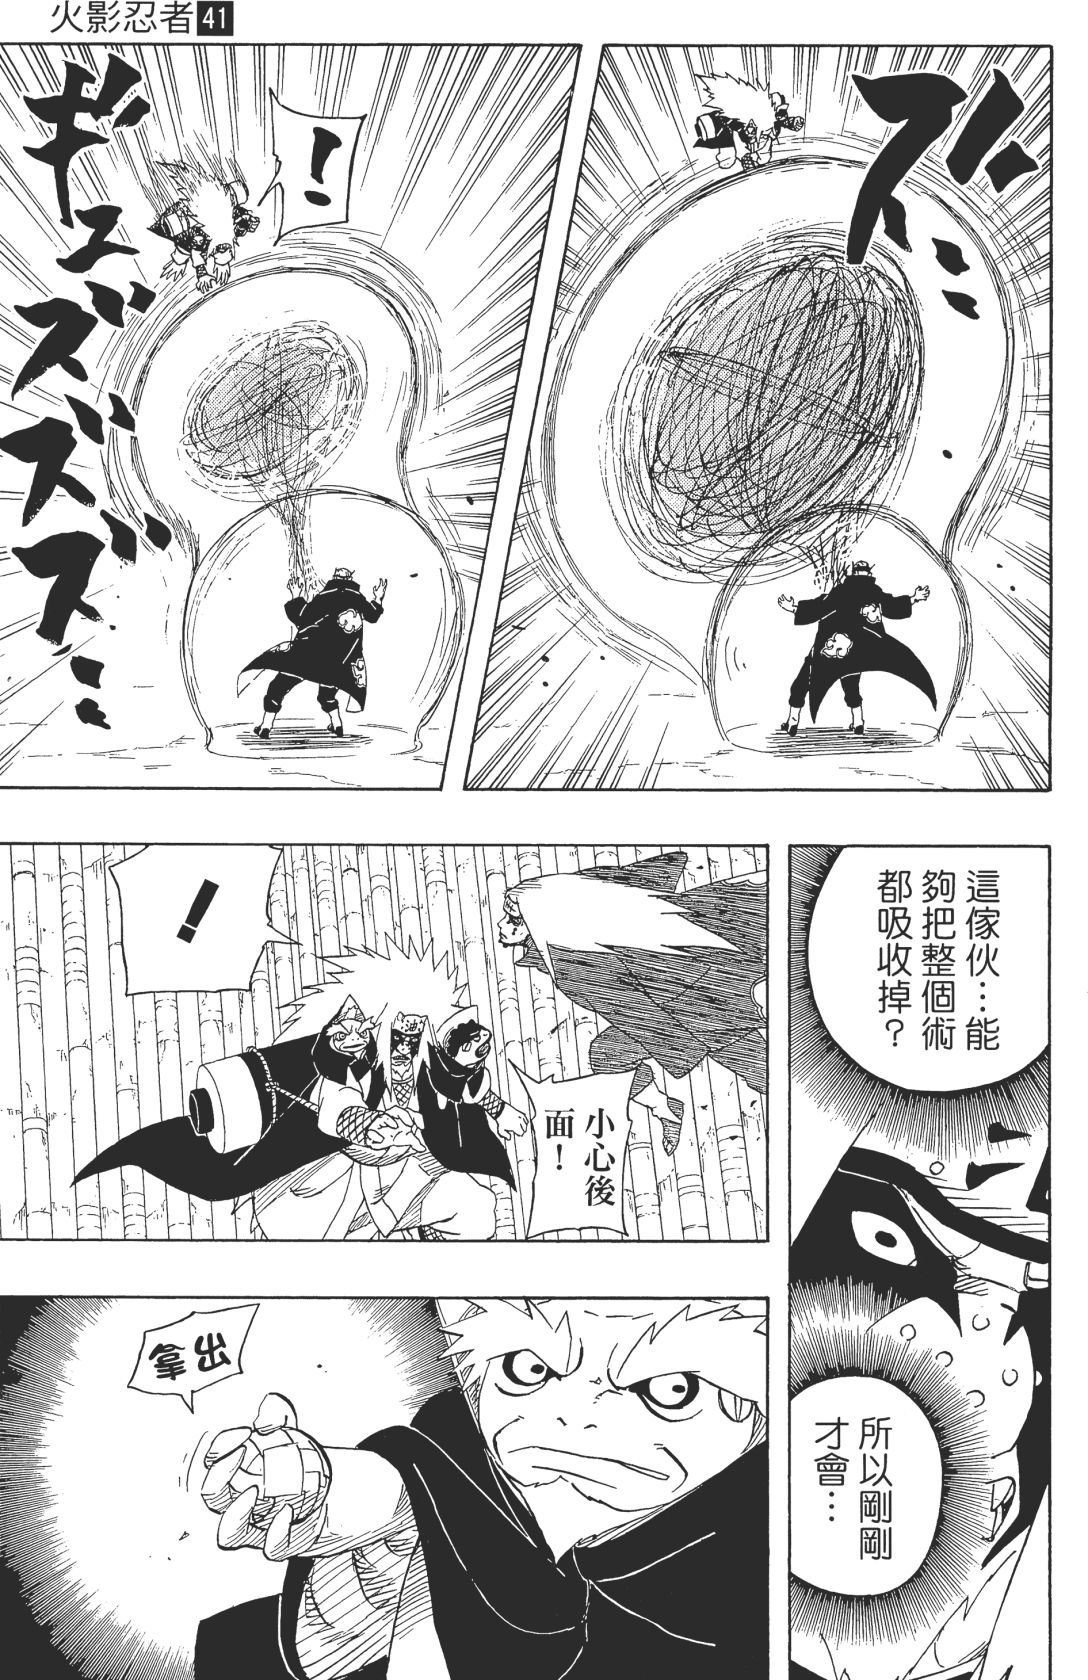 火影忍者 41
ズズ…
!
ギュズズズズ…
這傢伙…能
夠把整個術
都吸收掉？
所以剛剛
才會…
!
小心後
面！
拿出